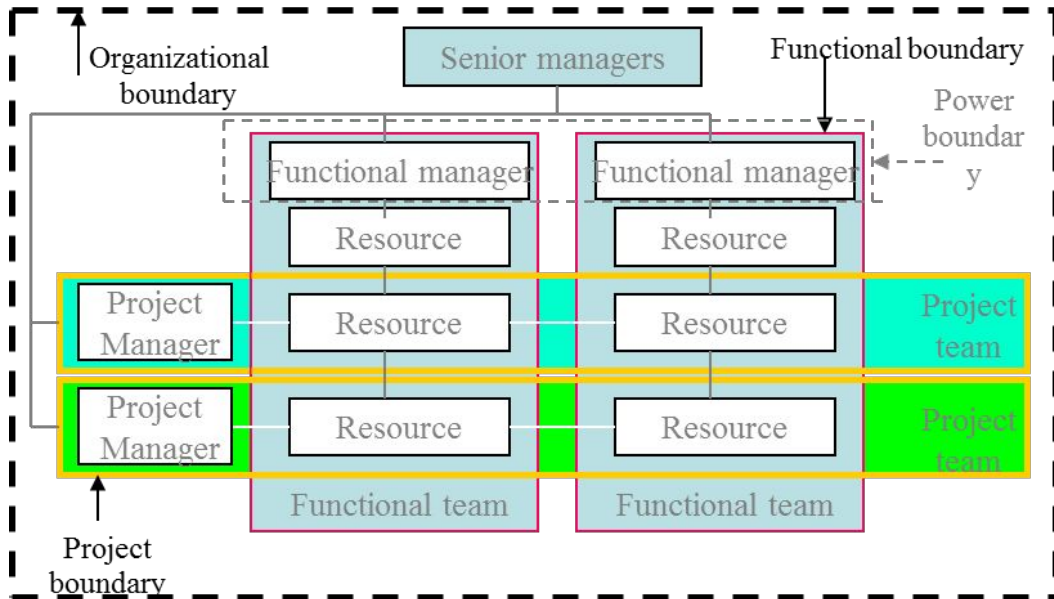 Organizational
boundary
Senior managers
Functional boundary
Power
boundar
y
Functional manager
Functional manager
Resource
Resource
Project
Manager
Resource
Resource
Project
team
Project
Manager
Resource
Resource
Project
team
Functional team
Functional team
Project
boundary